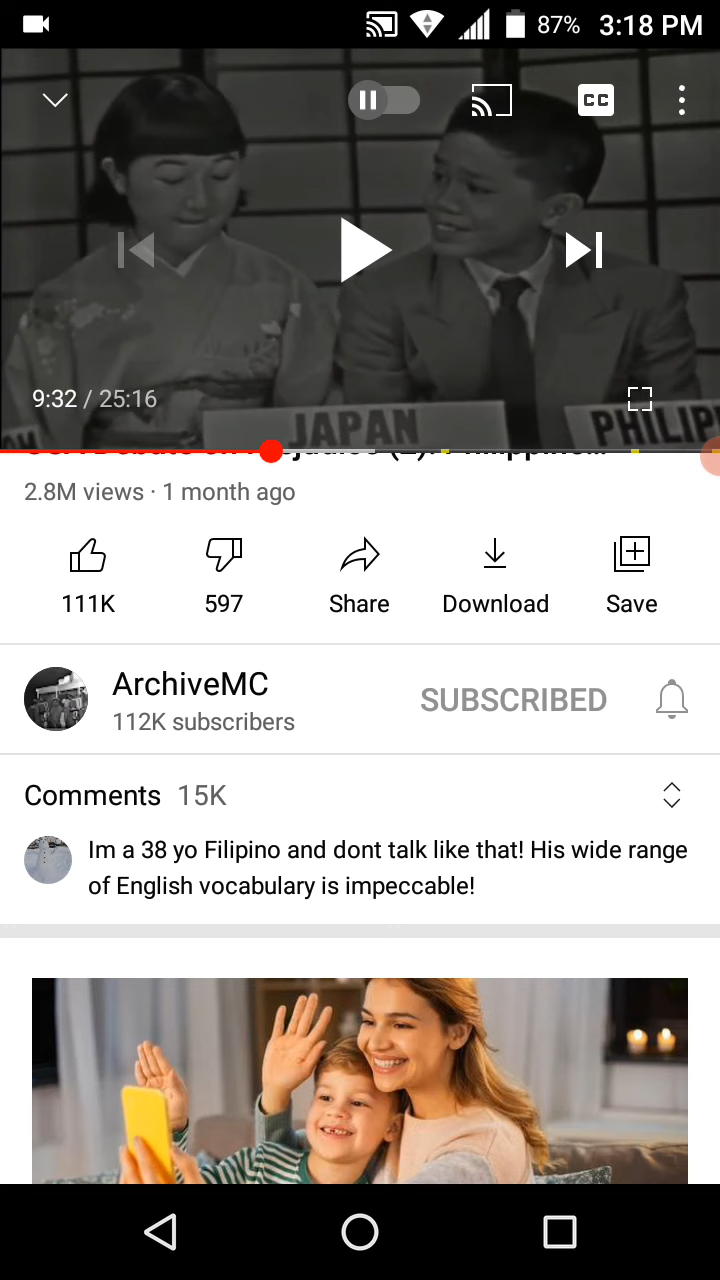 87% 3:18 PM
CC
9:32 / 25:16
JAPAN
2.8M views · 1 month ago
111K
597
Share
Download
Save
ArchiveMC
112K subscribers
SUBSCRIBED
Comments 15K
Im a 38 yo Filipino and dont talk like that! His wide range
of English vocabulary is impeccable!